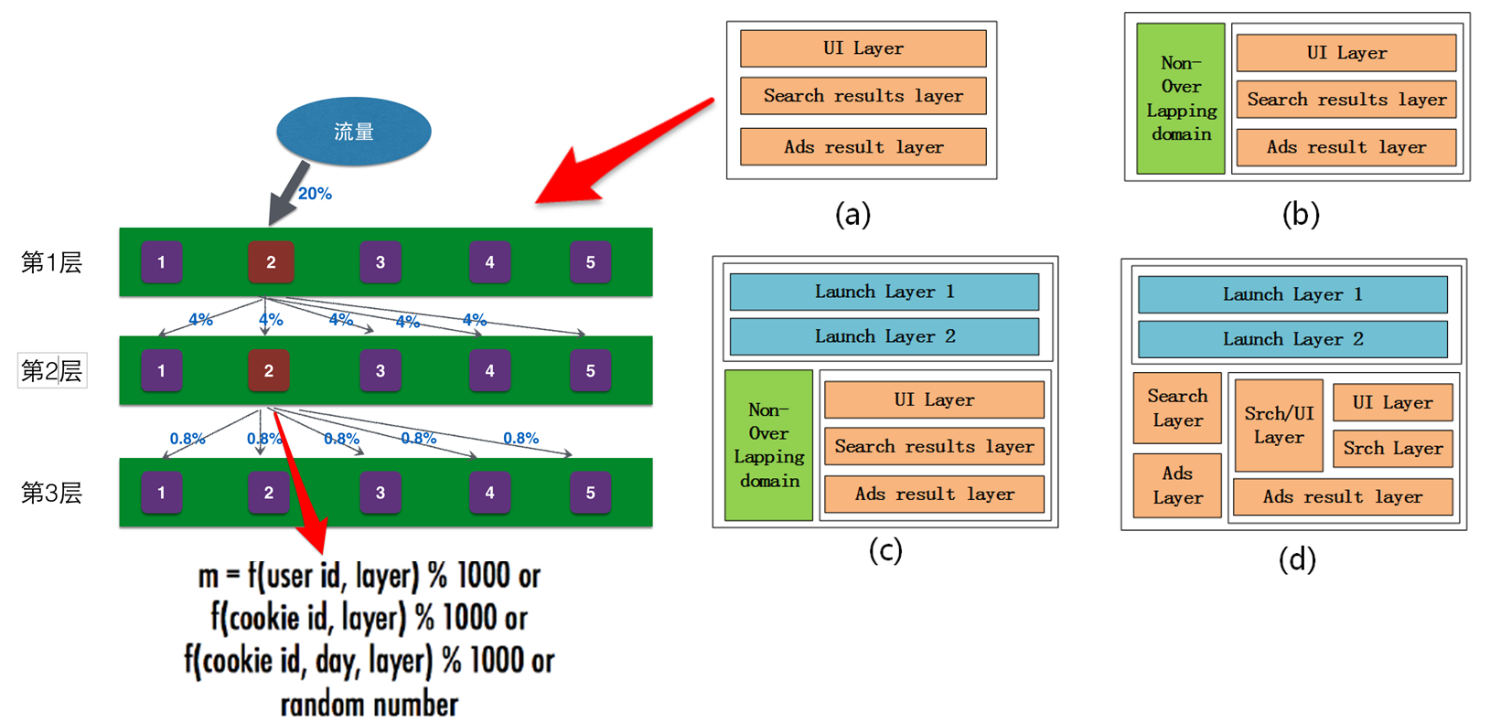 流量
20%
第1层
1
2
3
4
5
4%
4%
4%
4%
4%
第2层
1
2
3
4
5
0.8%
0.8%
0.8%
0.8%
0.8%
第3层
1
2
3
4
5
m = f(user id, layer) % 1000 or
f(cookie id, layer) % 1000 or
f(cookie id, day, layer) % 1000 or
random number
UI Layer
Search results layer
Ads result layer
(a)
Non-
Over
Lapping
domain
UI Layer
Search results layer
Ads result layer
(b)
Launch Layer 1
Launch Layer 2
Non-
Over
Lapping
domain
UI Layer
Search results layer
Ads result layer
(c)
Launch Layer 1
Launch Layer 2
Search
Layer
Ads
Layer
Srch/UI
Layer
UI Layer
Srch Layer
Ads result layer
(d)